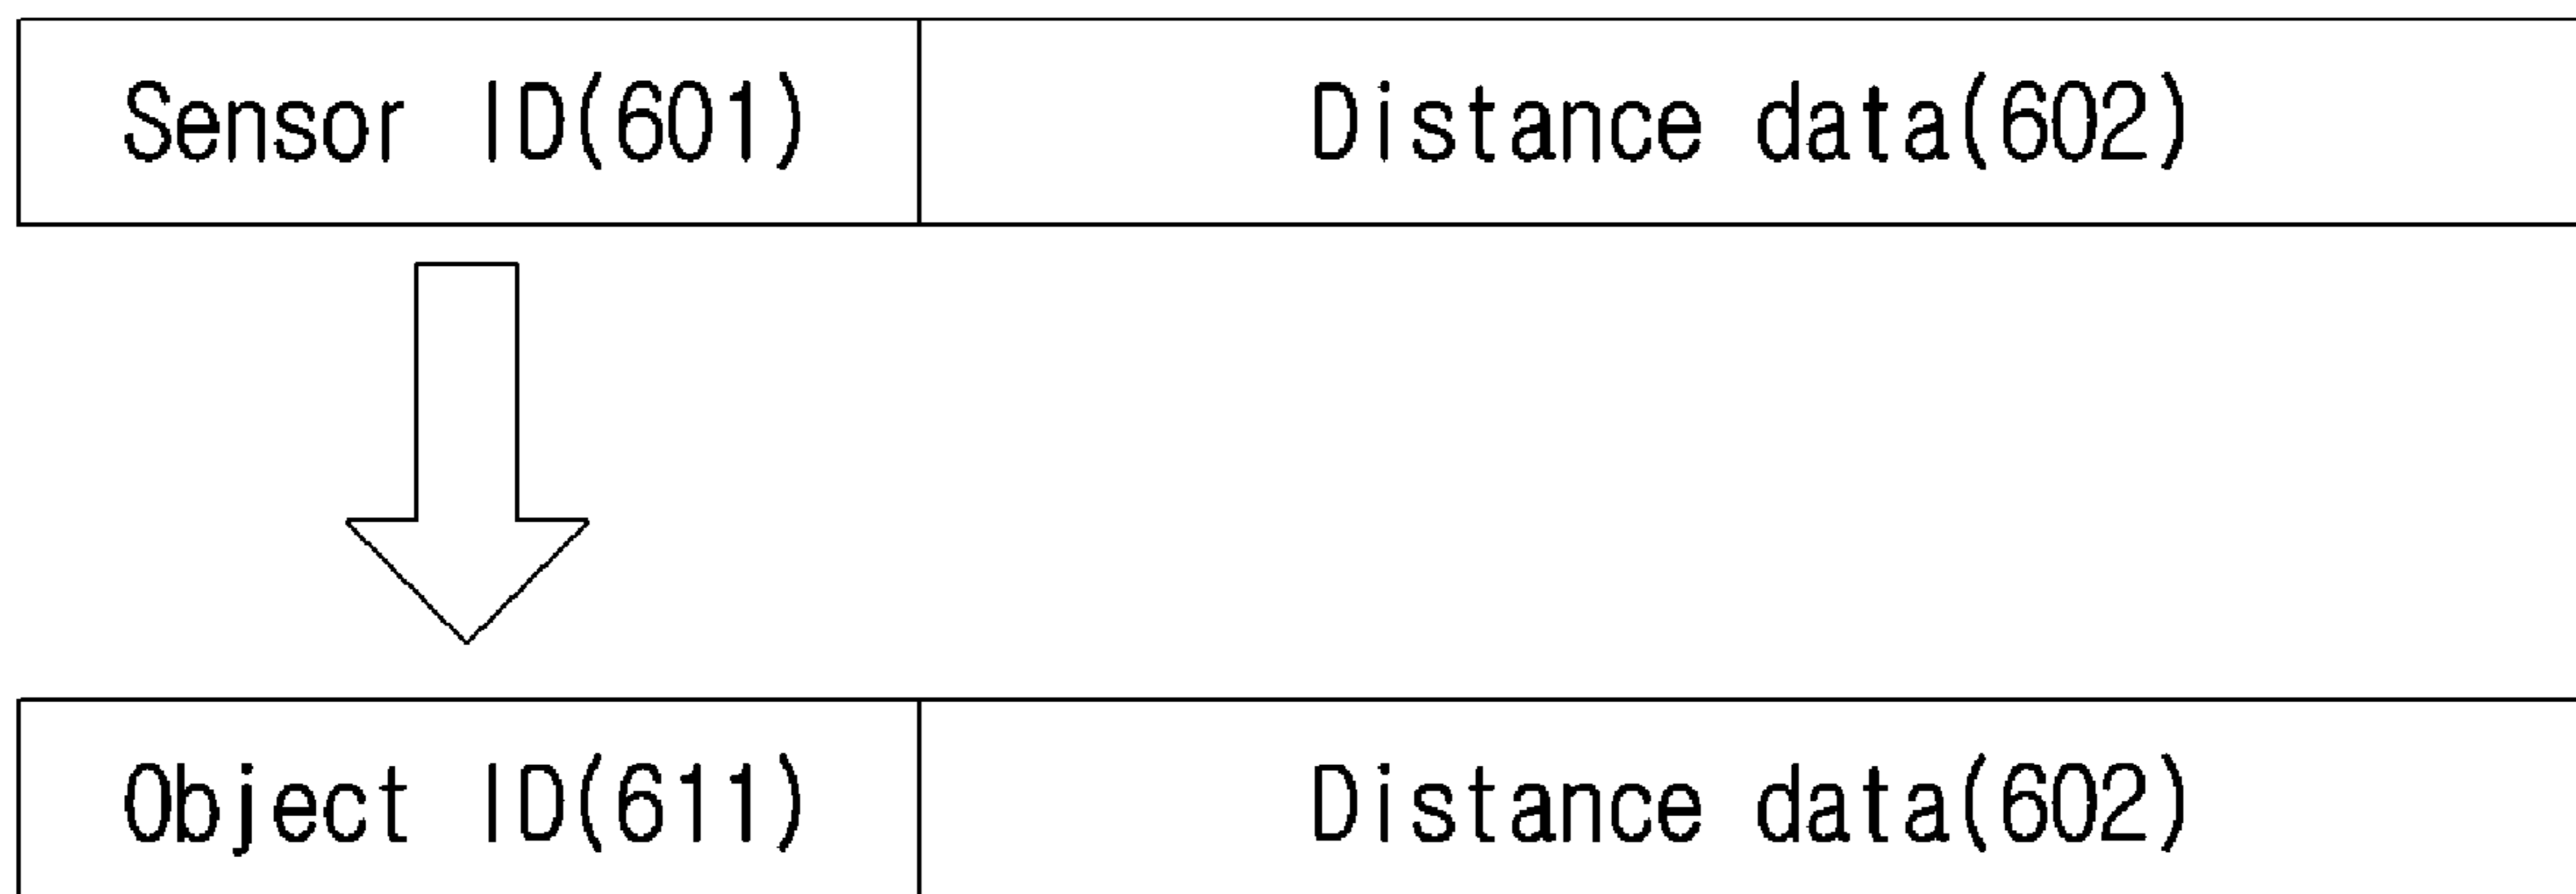 Sensor ID(601) Distance data(602)
Object ID(611) Distance data(602)